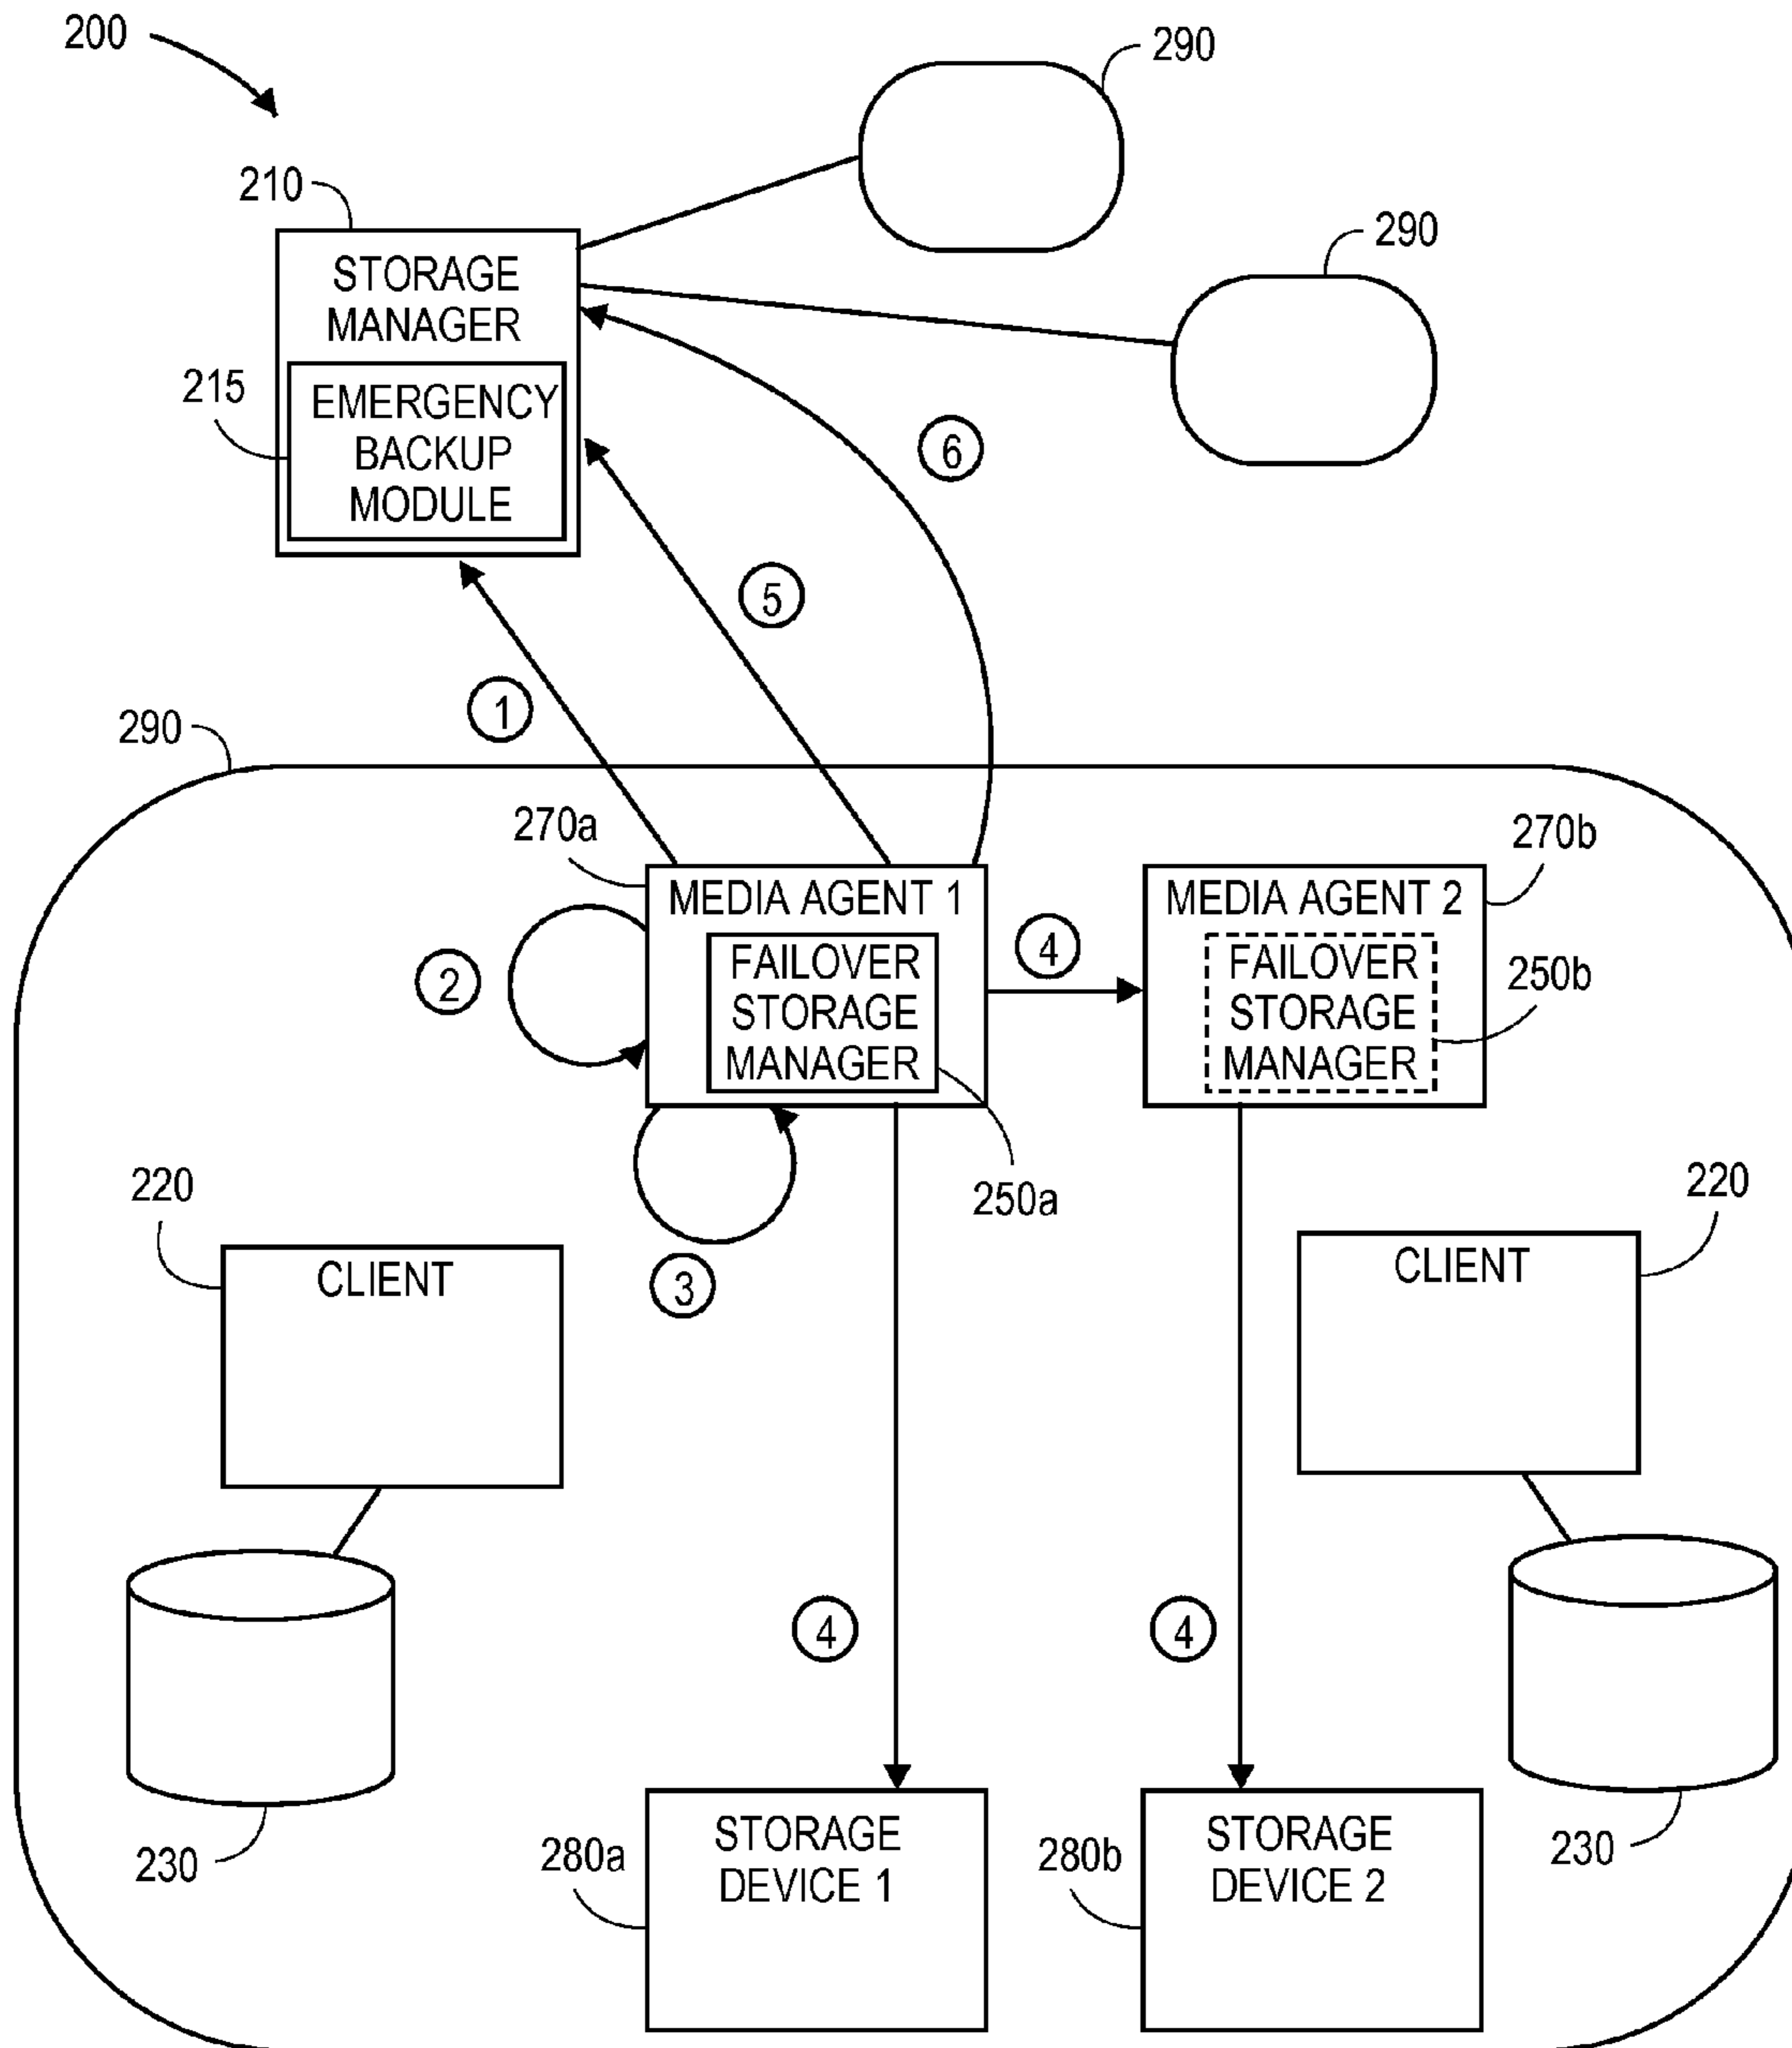 200
290
210
290
STORAGE
MANAGER
215
EMERGENCY
BACKUP
MODULE
6
5
1
290
270a
270b
MEDIA AGENT 1
MEDIA AGENT 2
4
2
FAILOVER
STORAGE
MANAGER
FAILOVER
STORAGE
MANAGER
250b
250a
220
220
CLIENT
CLIENT
3
4
4
230
230
280a
STORAGE
DEVICE 1
280b
STORAGE
DEVICE 2